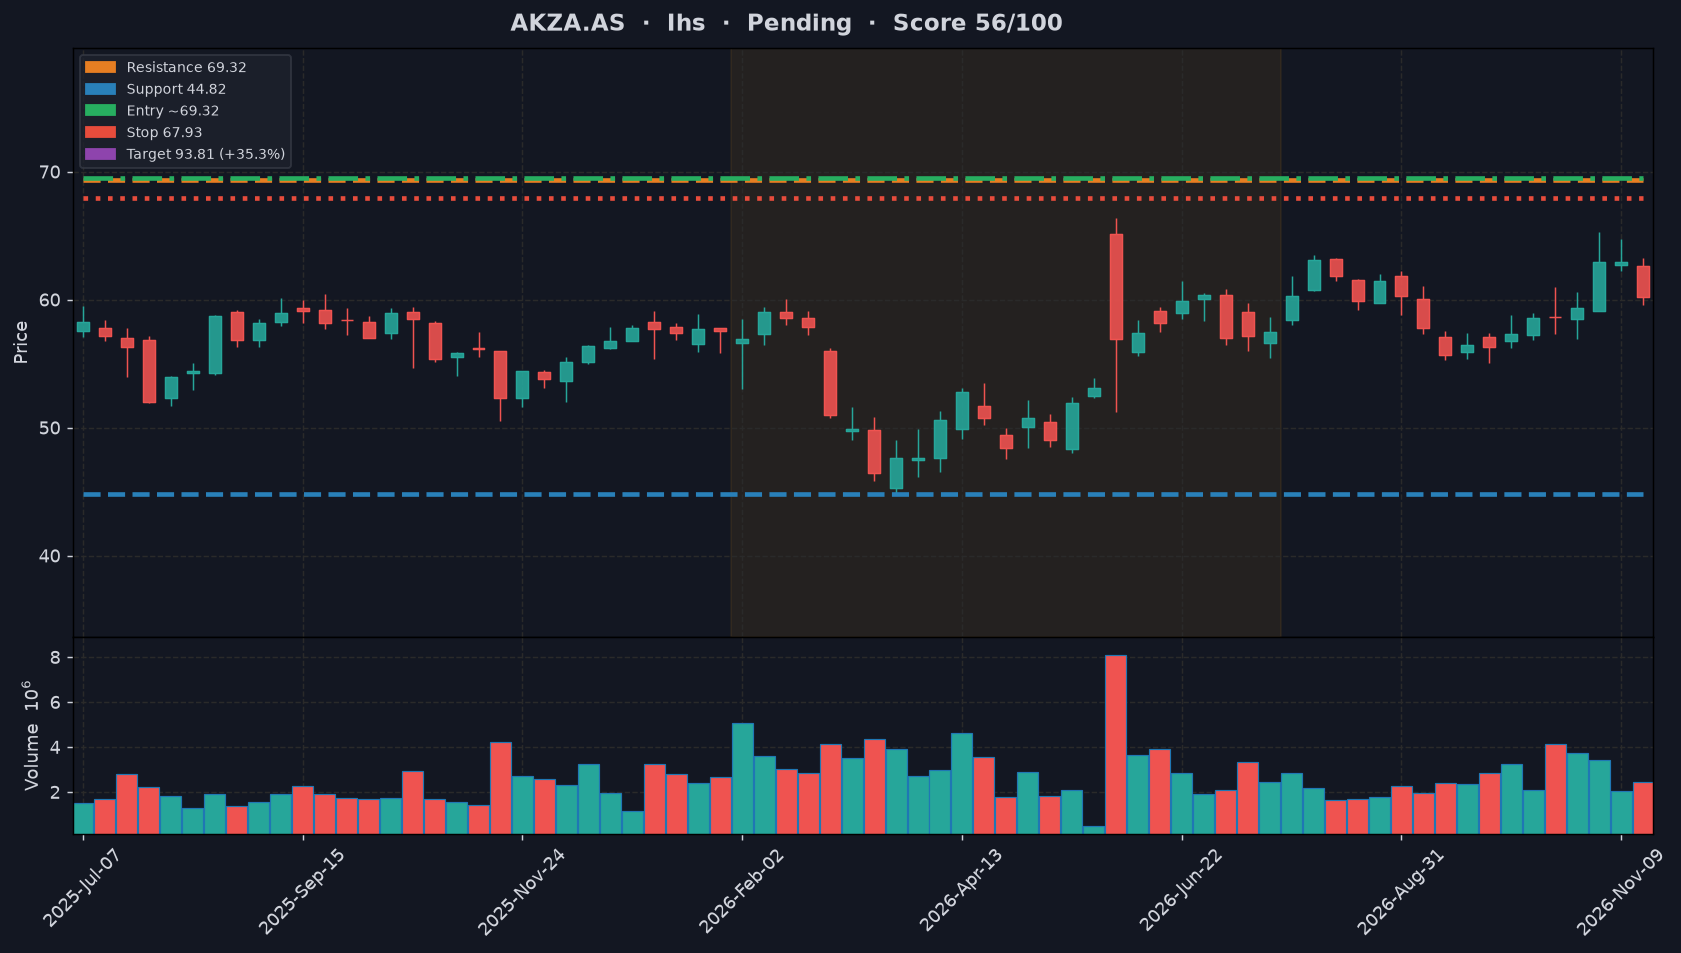 AKZA.AS · Ihs · Pending · Score 56/100
Resistance 69.32
Support 44.82
Entry ~69.32
Stop 67.93
Target 93.81 (+35.3%)
70
60
50
40
Price
8
6
4
2
Volume 10⁶
2025-Jul-07
2025-Sep-15
2025-Nov-24
2026-Feb-02
2026-Apr-13
2026-Jun-22
2026-Aug-31
2026-Nov-09